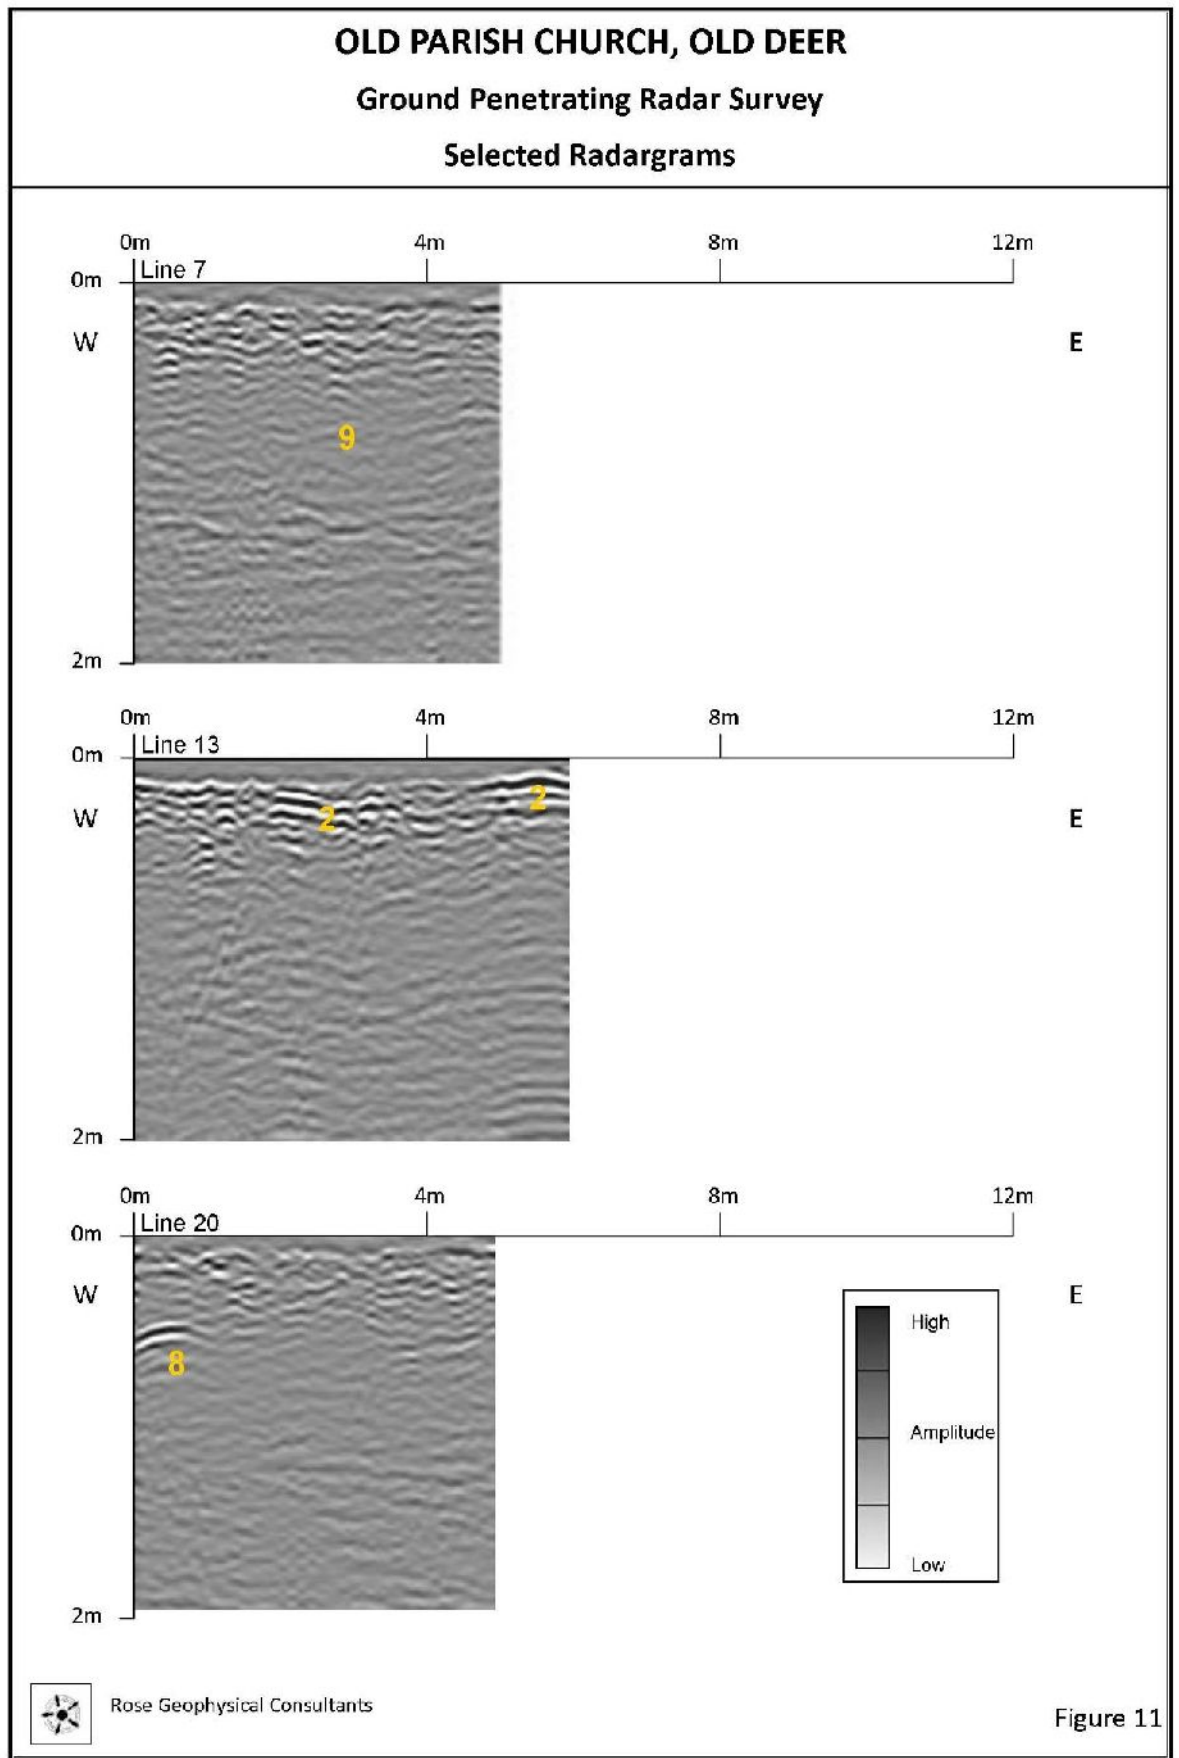 OLD PARISH CHURCH, OLD DEER
Ground Penetrating Radar Survey
Selected Radargrams
0m 4m 8m 12m
Line 7
0m
W E
9
2m
0m 4m 8m 12m
Line 13
0m
2
W 2 E
2m
0m 4m 8m 12m
Line 20
0m
W E
High
8
Amplitude
Low
2m
Rose Geophysical Consultants
Figure 11